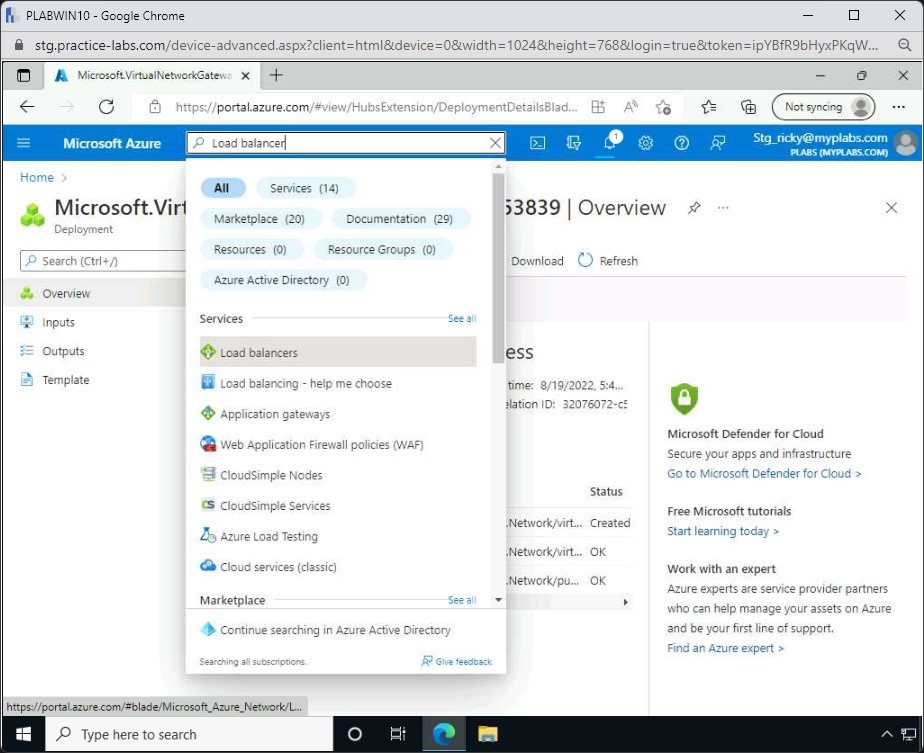 PLABWIN10 - Google Chrome
stg.practice-labs.com/device-advanced.aspx?client=html&device=0&width=1024&height=768&login=true&token=ipYBfR9bHyxPKqW...
Microsoft.VirtualNetworkGatewa
https://portal.azure.com/#view/HubsExtension/DeploymentDetailsBlad...
Not syncing
Microsoft Azure
Load balancer
1
Stg_ricky@myplabs.com
PLABS (MYPLABS.COM)
Home >
Microsoft.Virt
53839 | Overview
Deployment
Search (Ctrl+/)
Overview
Inputs
Outputs
Template
All
Services (14)
Marketplace (20)
Documentation (29)
Resources (0)
Resource Groups (0)
Azure Active Directory (0)
Services
See all
Load balancers
Load balancing - help me choose
Application gateways
Web Application Firewall policies (WAF)
CloudSimple Nodes
CloudSimple Services
Azure Load Testing
Cloud services (classic)
Marketplace
See all
Continue searching in Azure Active Directory
Searching all subscriptions.
Give feedback
Download
Refresh
ess
time: 8/19/2022, 5:4...
elation ID: 32076072-c5
Status
.Network/virt... Created
.Network/virt... OK
.Network/pu... OK
Microsoft Defender for Cloud
Secure your apps and infrastructure
Go to Microsoft Defender for Cloud >
Free Microsoft tutorials
Start learning today >
Work with an expert
Azure experts are service provider partners
who can help manage your assets on Azure
and be your first line of support.
Find an Azure expert >
https://portal.azure.com/#blade/Microsoft_Azure_Network/L...
Type here to search